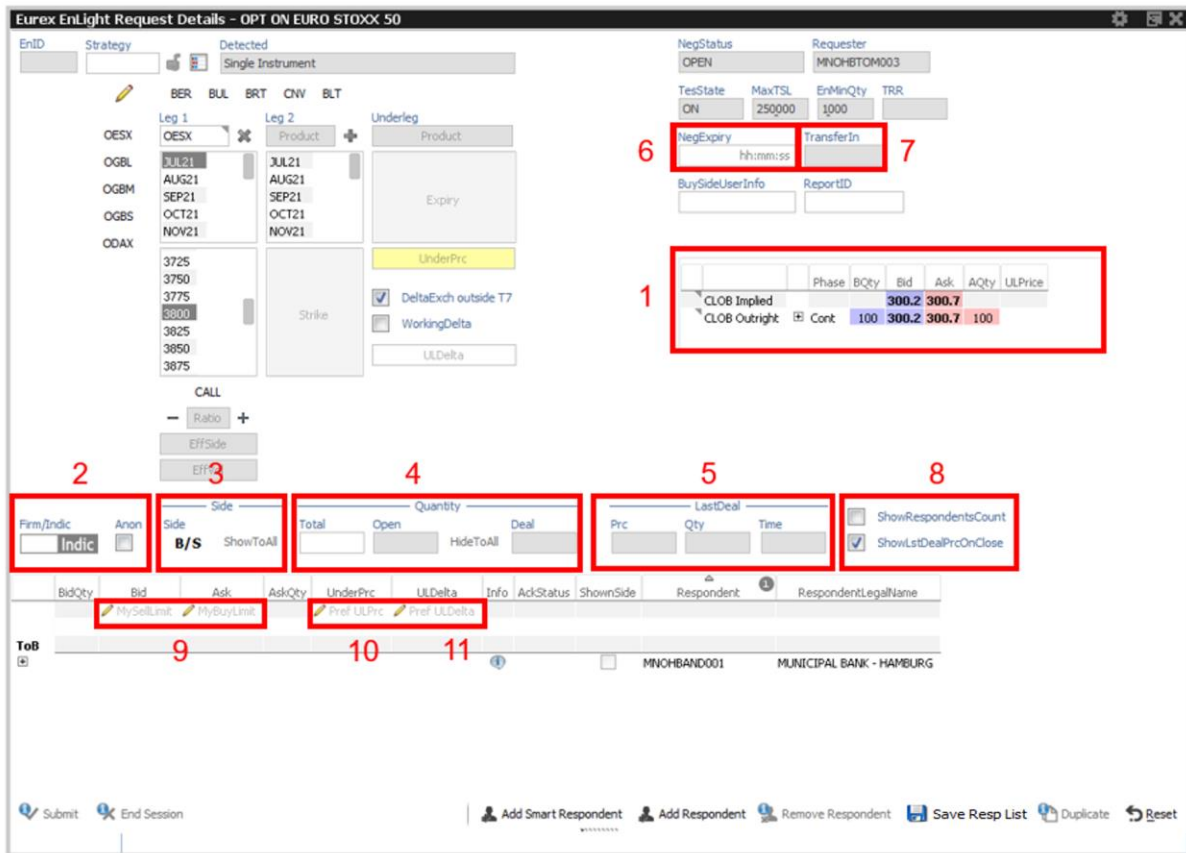 Eurex EnLight Request Details - OPT ON EURO STOXX 50
EnID Strategy Detected NegStatus Requester
Single Instrument OPEN MNOHBTOM003
BER BUL BRT CNV BLT TesState MaxTSL EnMinQty TRR
ON 250,000 1,000
Leg 1 Leg 2 Underleg
OESX OESX Product Product
6 NegExpiry TransferIn 7
hh:mm:ss
OGBL JUL21 JUL21
AUG21 AUG21
OGBM SEP21 SEP21 Expiry BuySideUserInfo ReportID
OGBS OCT21 OCT21
NOV21 NOV21
ODAX
3725 UnderPrc
3750
3775 DeltaExch outside T7
3800 Strike
3825 WorkingDelta
3850 ULDelta
3875
1 Phase BQty Bid Ask AQty ULPrice
CLOB Implied 300.2 300.7
CLOB Outright Cont 100 300.2 300.7 100
CALL
- Ratio +
EffSide
2 3 4 5 8
Side Quantity LastDeal
Firm/Indic Anon Side Total Open Deal Prc Qty Time ShowRespondentsCount
Indic B/S ShowToAll HideToAll ShowLstDealPrcOnClose
BidQty Bid Ask AskQty UnderPrc ULDelta Info AckStatus ShownSide Respondent 1 RespondentLegalName
MySellLimit MyBuyLimit Pref ULPrc Pref ULDelta
9 10 11
ToB
MNOHBAND001 MUNICIPAL BANK - HAMBURG
Submit End Session Add Smart Respondent Add Respondent Remove Respondent Save Resp List Duplicate Reset